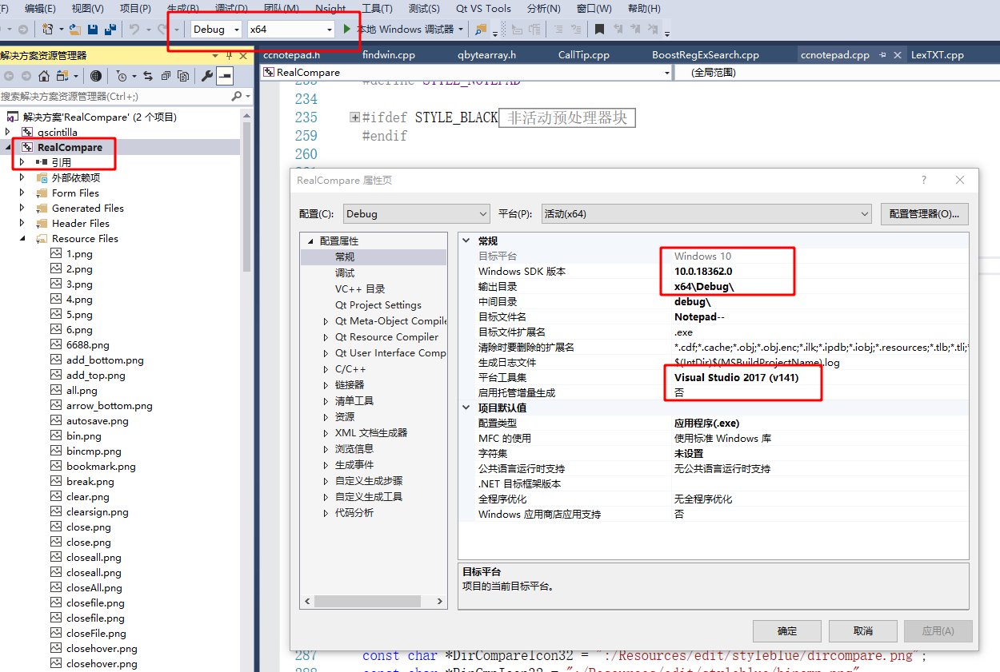 F) 编辑(E) 视图(V) 项目(P) 生成(B) 调试(D) 团队(M) Nsight 工具(T) 测试(S) Qt VS Tools 分析(N) 窗口(W) 帮助(H)
Debug x64 本地 Windows 调试器
解决方案资源管理器
ccnotepad.h findwin.cpp qbytearray.h CallTip.cpp BoostRegExSearch.cpp ccnotepad.cpp LexTXT.cpp
RealCompare (全局范围)
搜索解决方案资源管理器(Ctrl+;)
解决方案'RealCompare' (2 个项目)
qscintilla
RealCompare
引用
外部依赖项
Form Files
Generated Files
Header Files
Resource Files
1.png
2.png
3.png
4.png
5.png
6.png
6688.png
add_bottom.png
add_top.png
all.png
arrow_bottom.png
autosave.png
bin.png
bincmp.png
bookmark.png
break.png
clear.png
clearsign.png
close.png
close.png
closeall.png
closeall.png
closeAll.png
closefile.png
closefile.png
closeFile.png
closehover.png
closehover.png
233 #define STYLE_NOTEPAD
234
235 #ifdef STYLE_BLACK 非活动预处理器块
259 #endif
260
RealCompare 属性页
配置(C): Debug 平台(P): 活动(x64) 配置管理器(O)...
配置属性
常规
调试
VC++ 目录
Qt Project Settings
Qt Meta-Object Compile
Qt Resource Compiler
Qt User Interface Comp
C/C++
链接器
清单工具
资源
XML 文档生成器
浏览信息
生成事件
自定义生成步骤
自定义生成工具
代码分析
常规
目标平台 Windows 10
Windows SDK 版本 10.0.18362.0
输出目录 x64\Debug\
中间目录 debug\
目标文件名 Notepad--
目标文件扩展名 .exe
清除时要删除的扩展名 *.cdf;*.cache;*.obj;*.obj.enc;*.ilk;*.ipdb;*.iobj;*.resources;*.tlb;*.tli;*
生成日志文件 $(IntDir)$(MSBuildProjectName).log
平台工具集 Visual Studio 2017 (v141)
启用托管增量生成 否
项目默认值
配置类型 应用程序(.exe)
MFC 的使用 使用标准 Windows 库
字符集 未设置
公共语言运行时支持 无公共语言运行时支持
.NET 目标框架版本
全程序优化 无全程序优化
Windows 应用商店应用支持 否
目标平台
项目的当前目标平台。
确定 取消 应用(A)
287 const char *DirCompareIcon32 = ":/Resources/edit/styleblue/dircompare.png";
288 const char *BinCmpIcon32 = ":/Resources/edit/styleblue/bincmp.png"